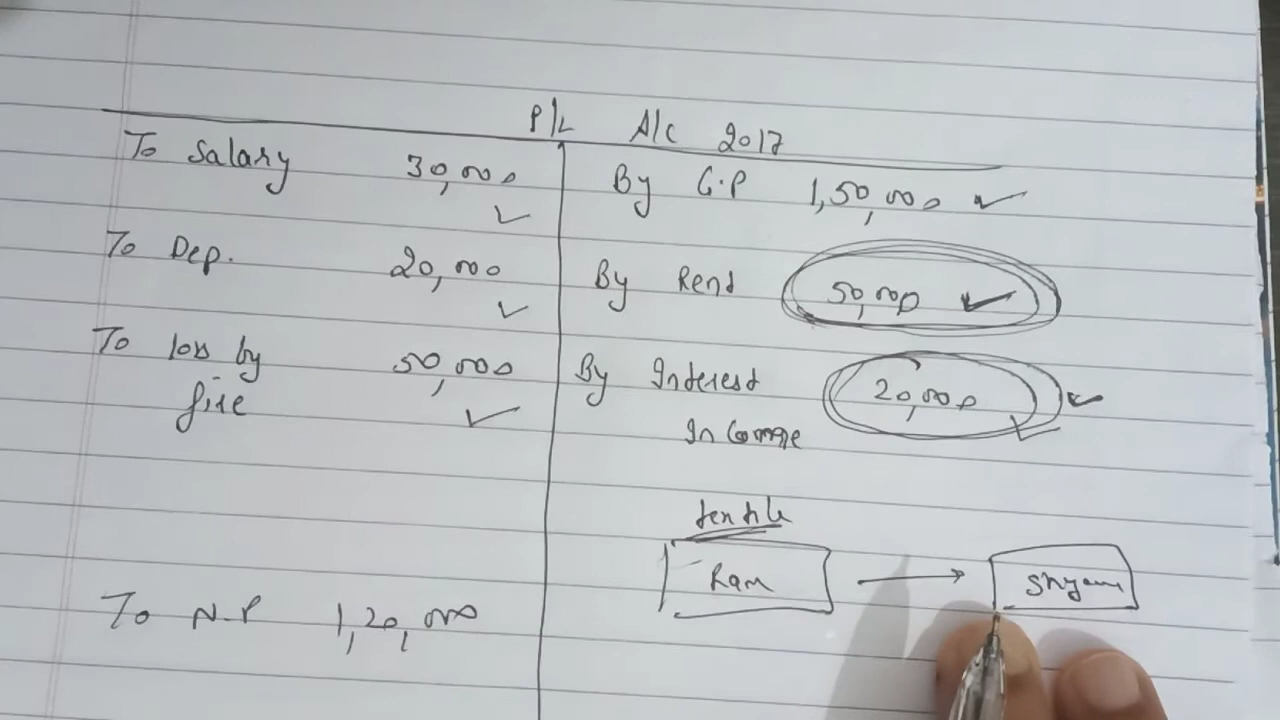 P/L A/c 2017
To Salary 30,000
By G.P 1,50,000
To Dep. 20,000
By Rent 50,000
To loss by 50,000
fire
By Interest 20,000
Income
textile
Ram
Shyam
To N.P 1,20,000